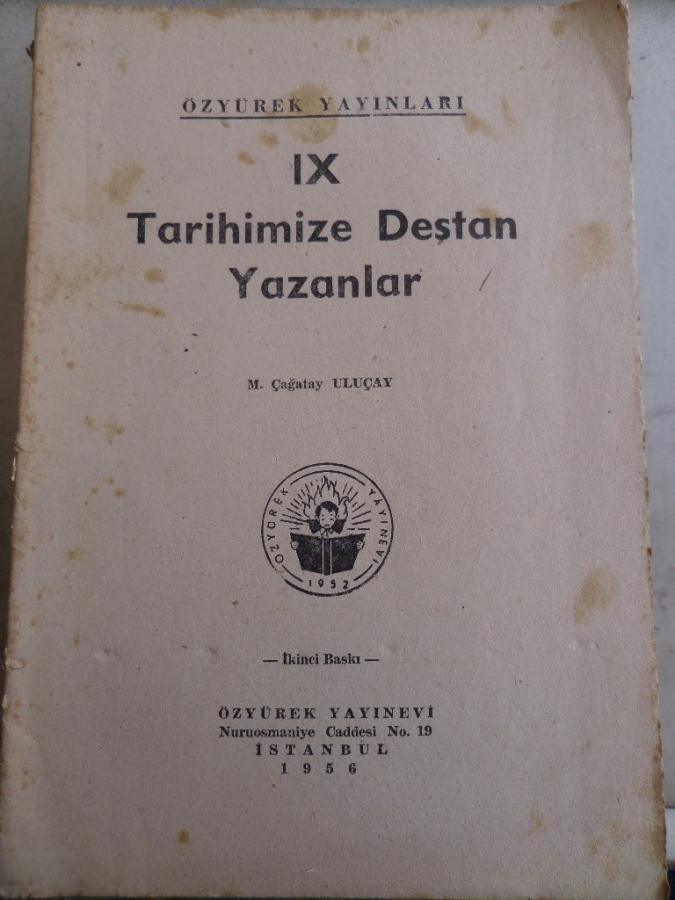 ÖZYÜREK YAYINLARI
IX
Tarihimize Destan
Yazanlar
M. Çağatay ULUÇAY
ÖZYÜREK YAYINEVİ
1952
— İkinci Baskı —
ÖZYÜREK YAYINEVİ
Nuruosmaniye Caddesi No. 19
İSTANBUL
1956